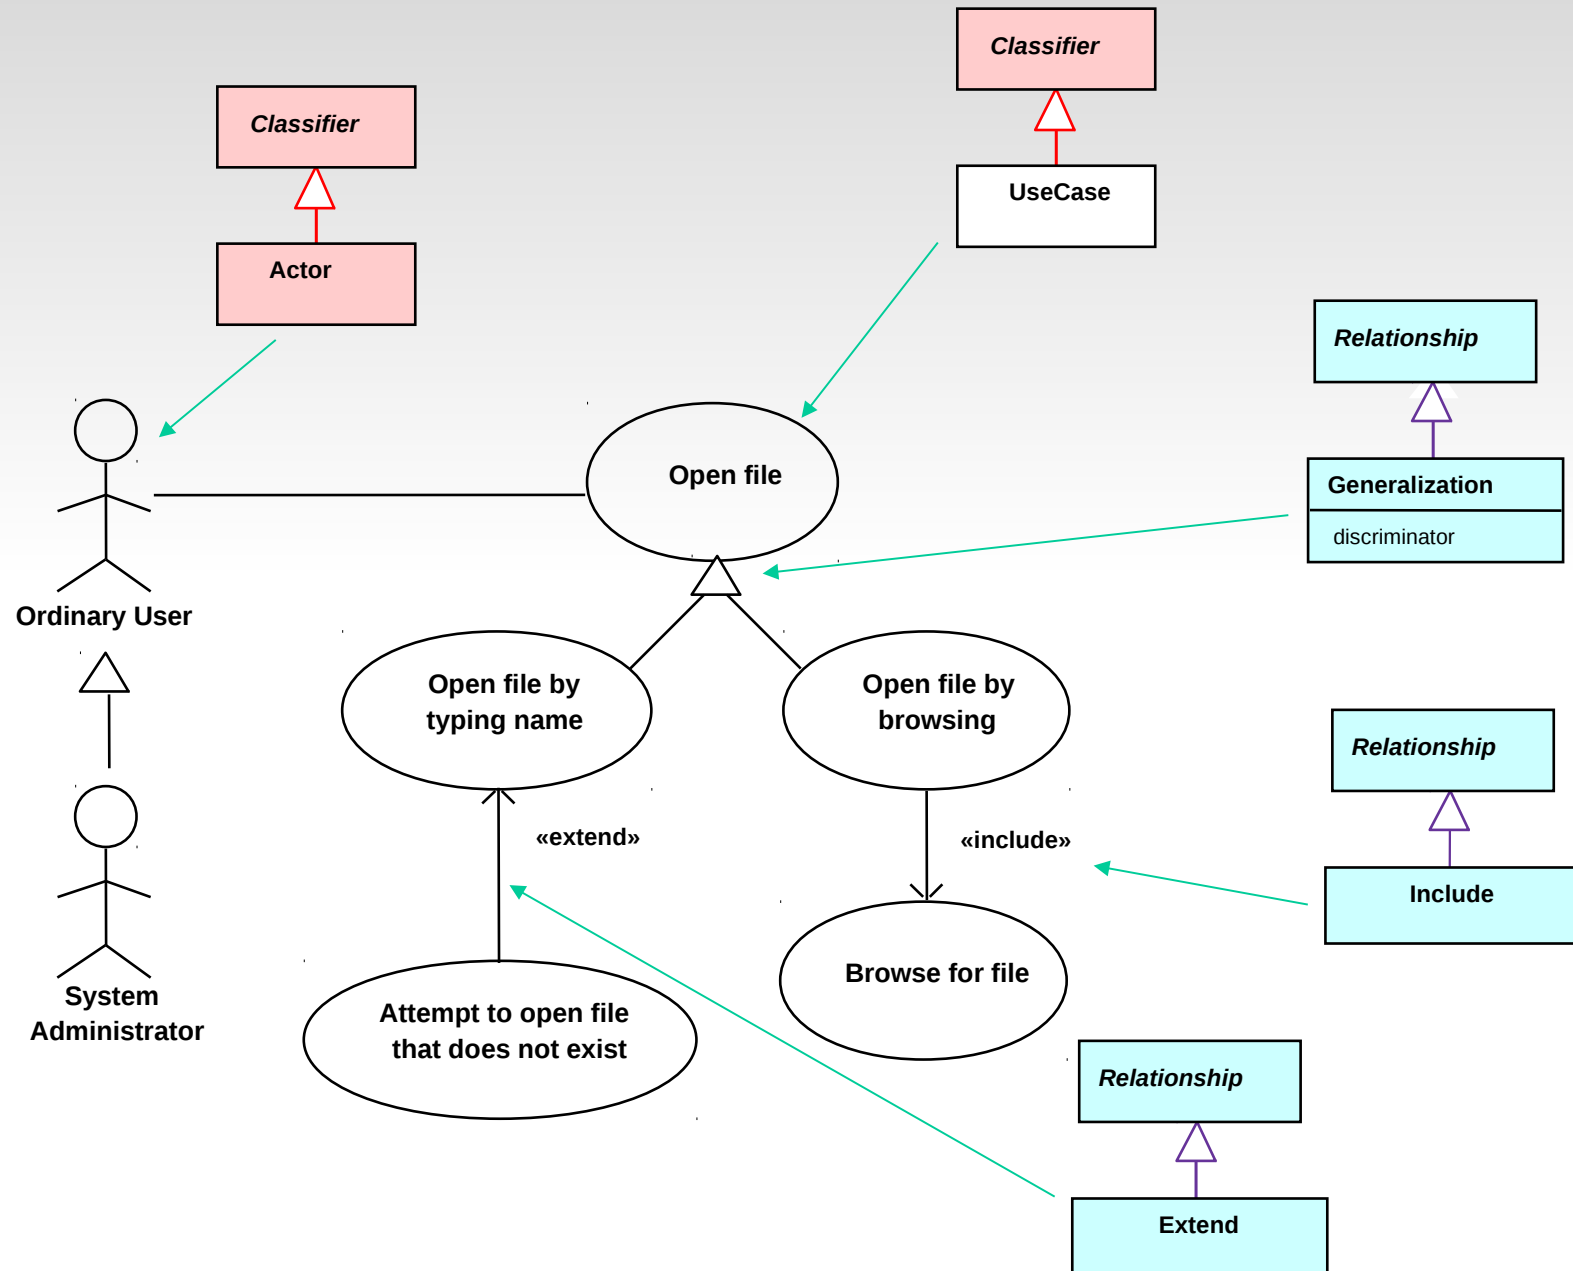 Classifier
Classifier
UseCase
Actor
Relationship
Open file
Generalization
discriminator
Ordinary User
Open file by
typing name
Open file by
browsing
Relationship
«extend»
«include»
Include
Browse for file
System
Administrator
Attempt to open file
that does not exist
Relationship
Extend